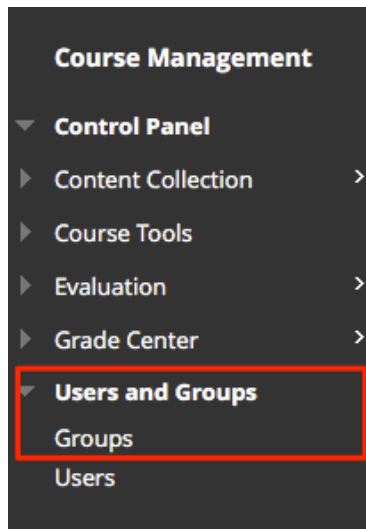 Course Management
Control Panel
Content Collection
Course Tools
Evaluation
Grade Center
Users and Groups
Groups
Users